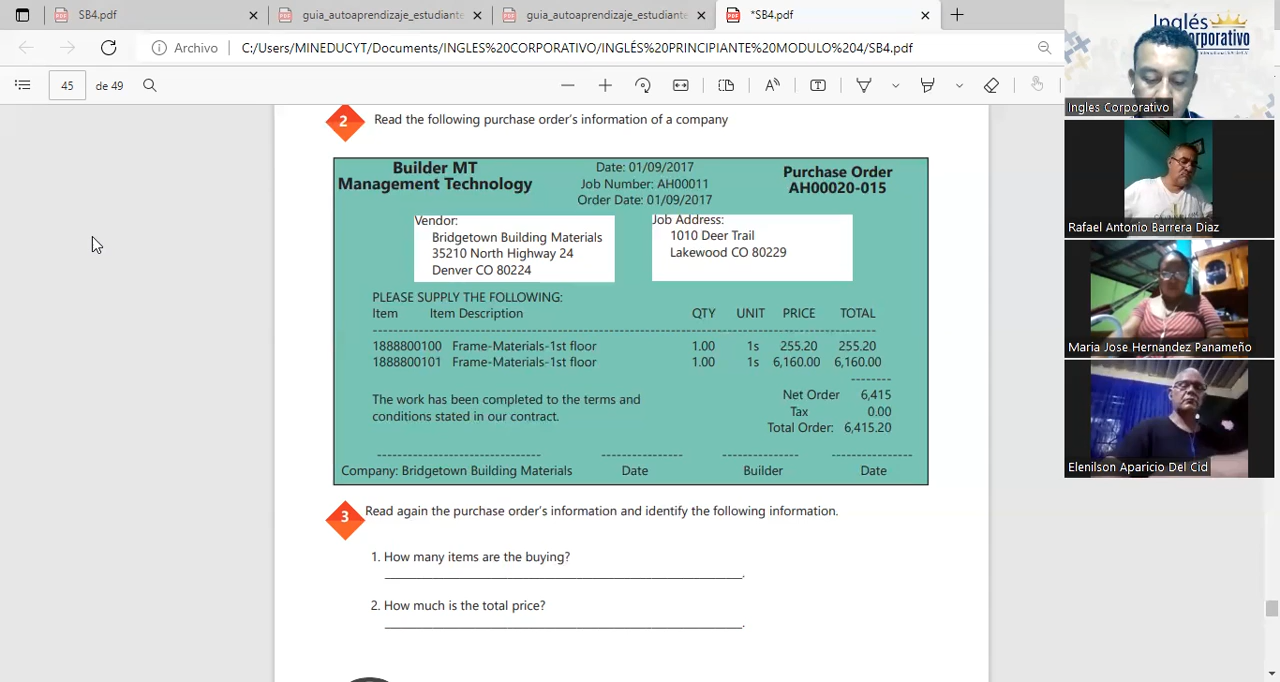 SB4.pdf
guia_autoaprendizaje_estudiante
guia_autoaprendizaje_estudiante
*SB4.pdf
Archivo C:/Users/MINEDUCYT/Documents/INGLES%20CORPORATIVO/INGLÉS%20PRINCIPIANTE%20MODULO%204/SB4.pdf
45 de 49
2 Read the following purchase order's information of a company
Builder MT
Management Technology
Date: 01/09/2017
Job Number: AH00011
Order Date: 01/09/2017
Purchase Order
AH00020-015
Vendor:
Bridgetown Building Materials
35210 North Highway 24
Denver CO 80224
Job Address:
1010 Deer Trail
Lakewood CO 80229
PLEASE SUPPLY THE FOLLOWING:
Item Item Description QTY UNIT PRICE TOTAL
1888800100 Frame-Materials-1st floor 1.00 1s 255.20 255.20
1888800101 Frame-Materials-1st floor 1.00 1s 6,160.00 6,160.00
The work has been completed to the terms and
conditions stated in our contract.
Net Order 6,415
Tax 0.00
Total Order: 6,415.20
Company: Bridgetown Building Materials Date Builder Date
3 Read again the purchase order's information and identify the following information.
1. How many items are the buying?
2. How much is the total price?
Inglés
Corporativo
Ingles Corporativo
Rafael Antonio Barrera Diaz
Maria Jose Hernandez Panameño
Elenilson Aparicio Del Cid